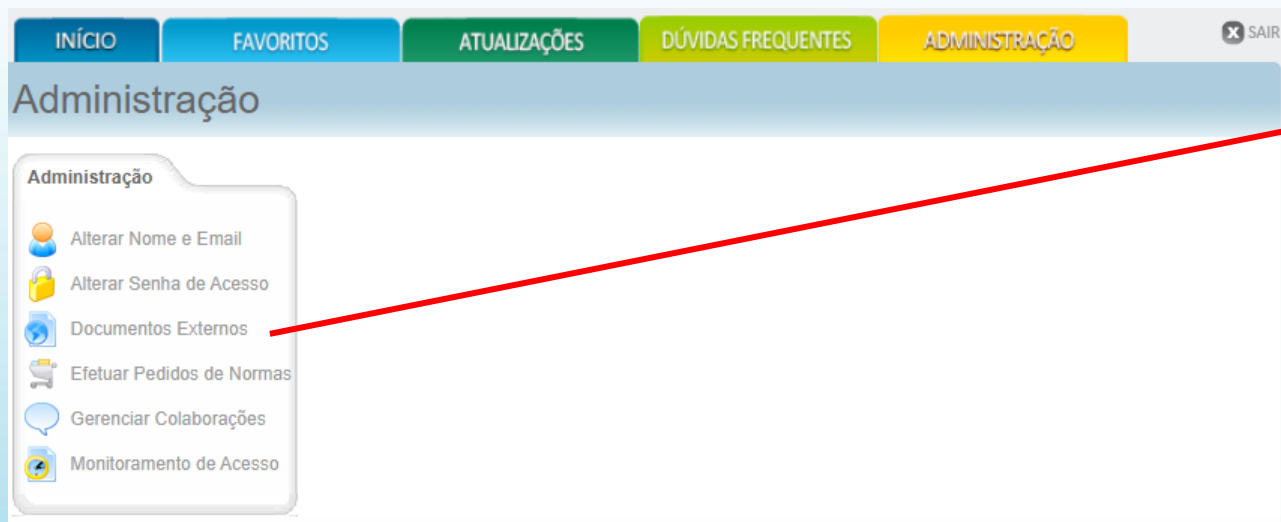 INÍCIO FAVORITOS ATUALIZAÇÕES DÚVIDAS FREQUENTES ADMINISTRAÇÃO X SAIR
Administração
Administração
Alterar Nome e Email
Alterar Senha de Acesso
Documentos Externos
Efetuar Pedidos de Normas
Gerenciar Colaborações
Monitoramento de Acesso